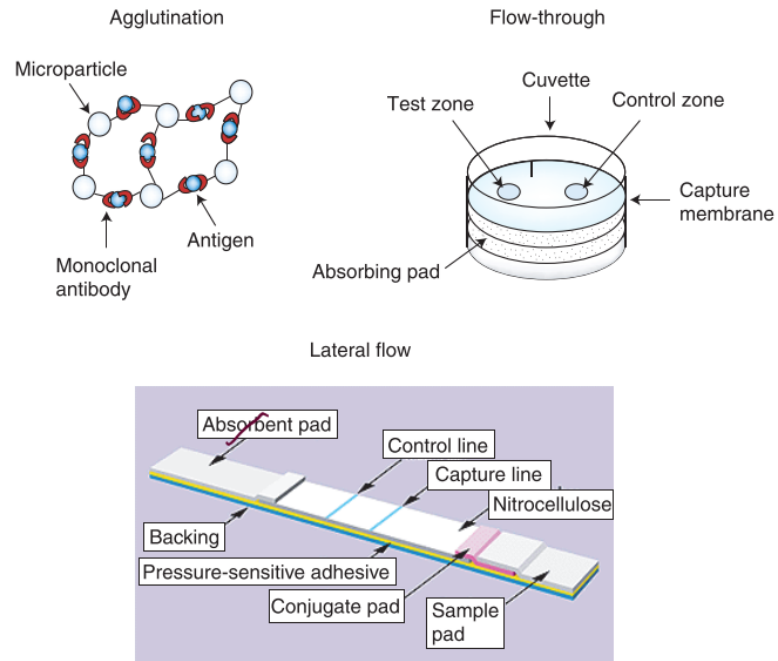 Agglutination
Microparticle
Antigen
Monoclonal
antibody
Flow-through
Cuvette
Test zone
Control zone
Capture
membrane
Absorbing pad
Lateral flow
Absorbent pad
Control line
Capture line
Nitrocellulose
Backing
Pressure-sensitive adhesive
Conjugate pad
Sample
pad